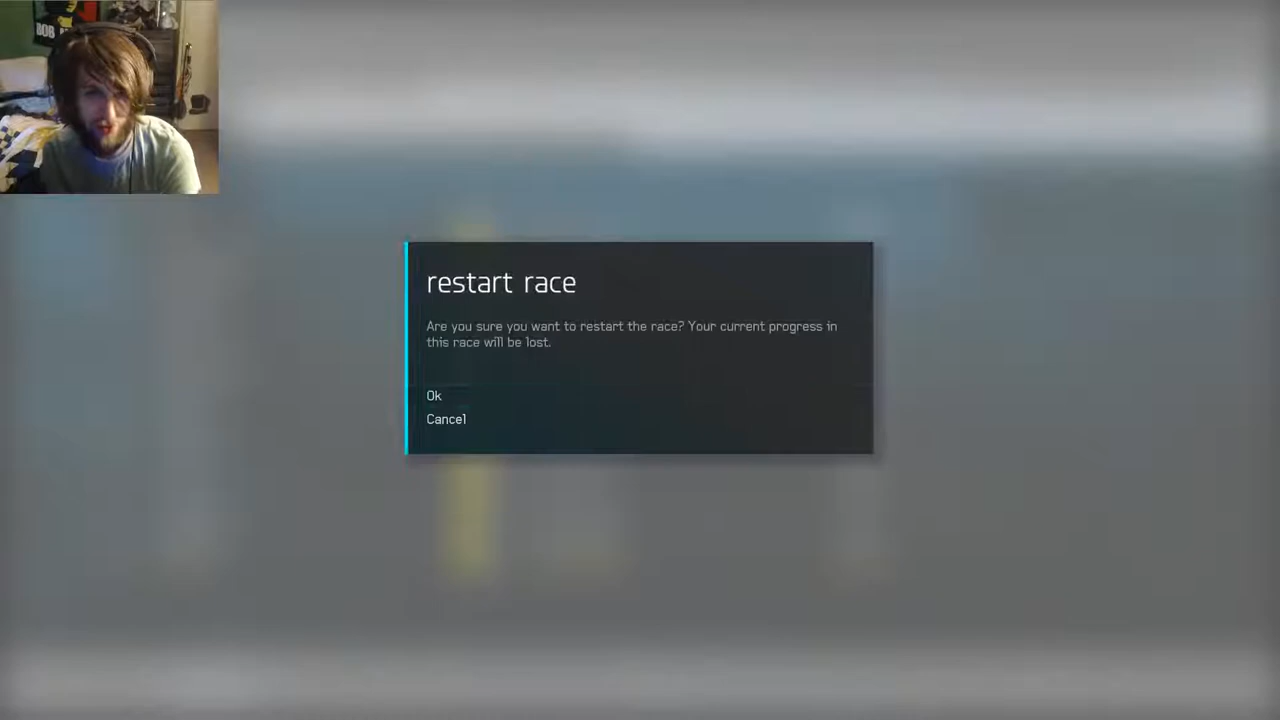 BOB
restart race
Are you sure you want to restart the race? Your current progress in
this race will be lost.
Ok
Cancel